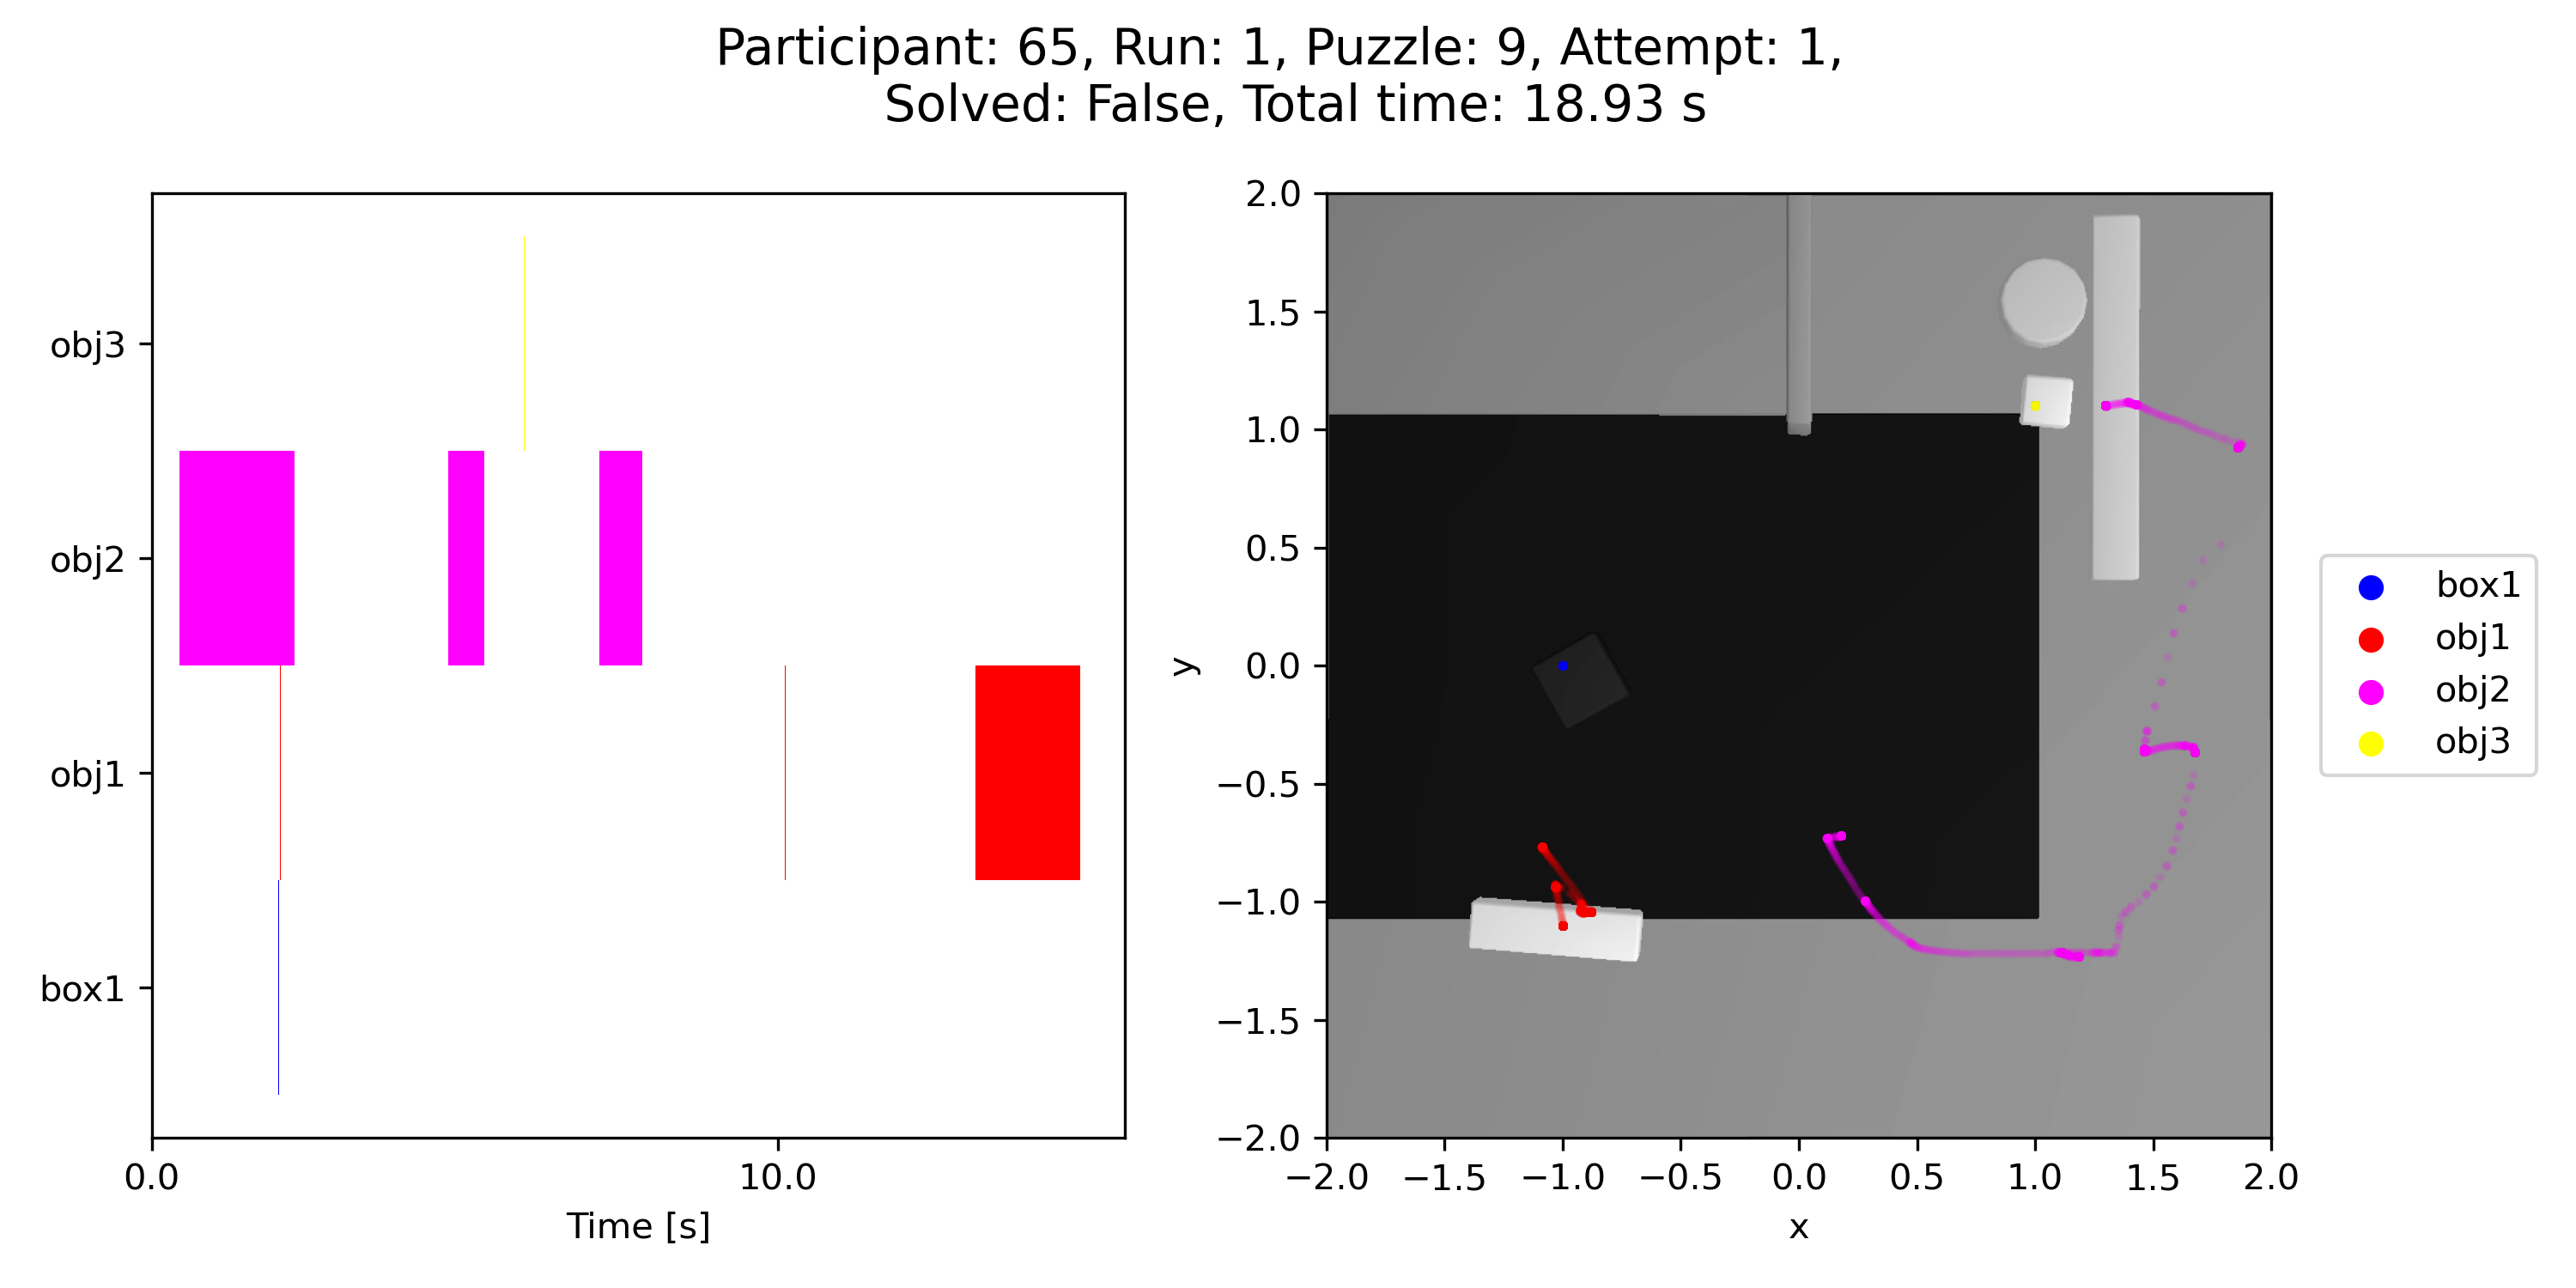 Participant: 65, Run: 1, Puzzle: 9, Attempt: 1,
Solved: False, Total time: 18.93 s
obj3
obj2
obj1
box1
0.0
10.0
Time [s]
2.0
1.5
1.0
0.5
0.0
−0.5
−1.0
−1.5
−2.0
y
−2.0
−1.5
−1.0
−0.5
0.0
0.5
1.0
1.5
2.0
x
box1
obj1
obj2
obj3